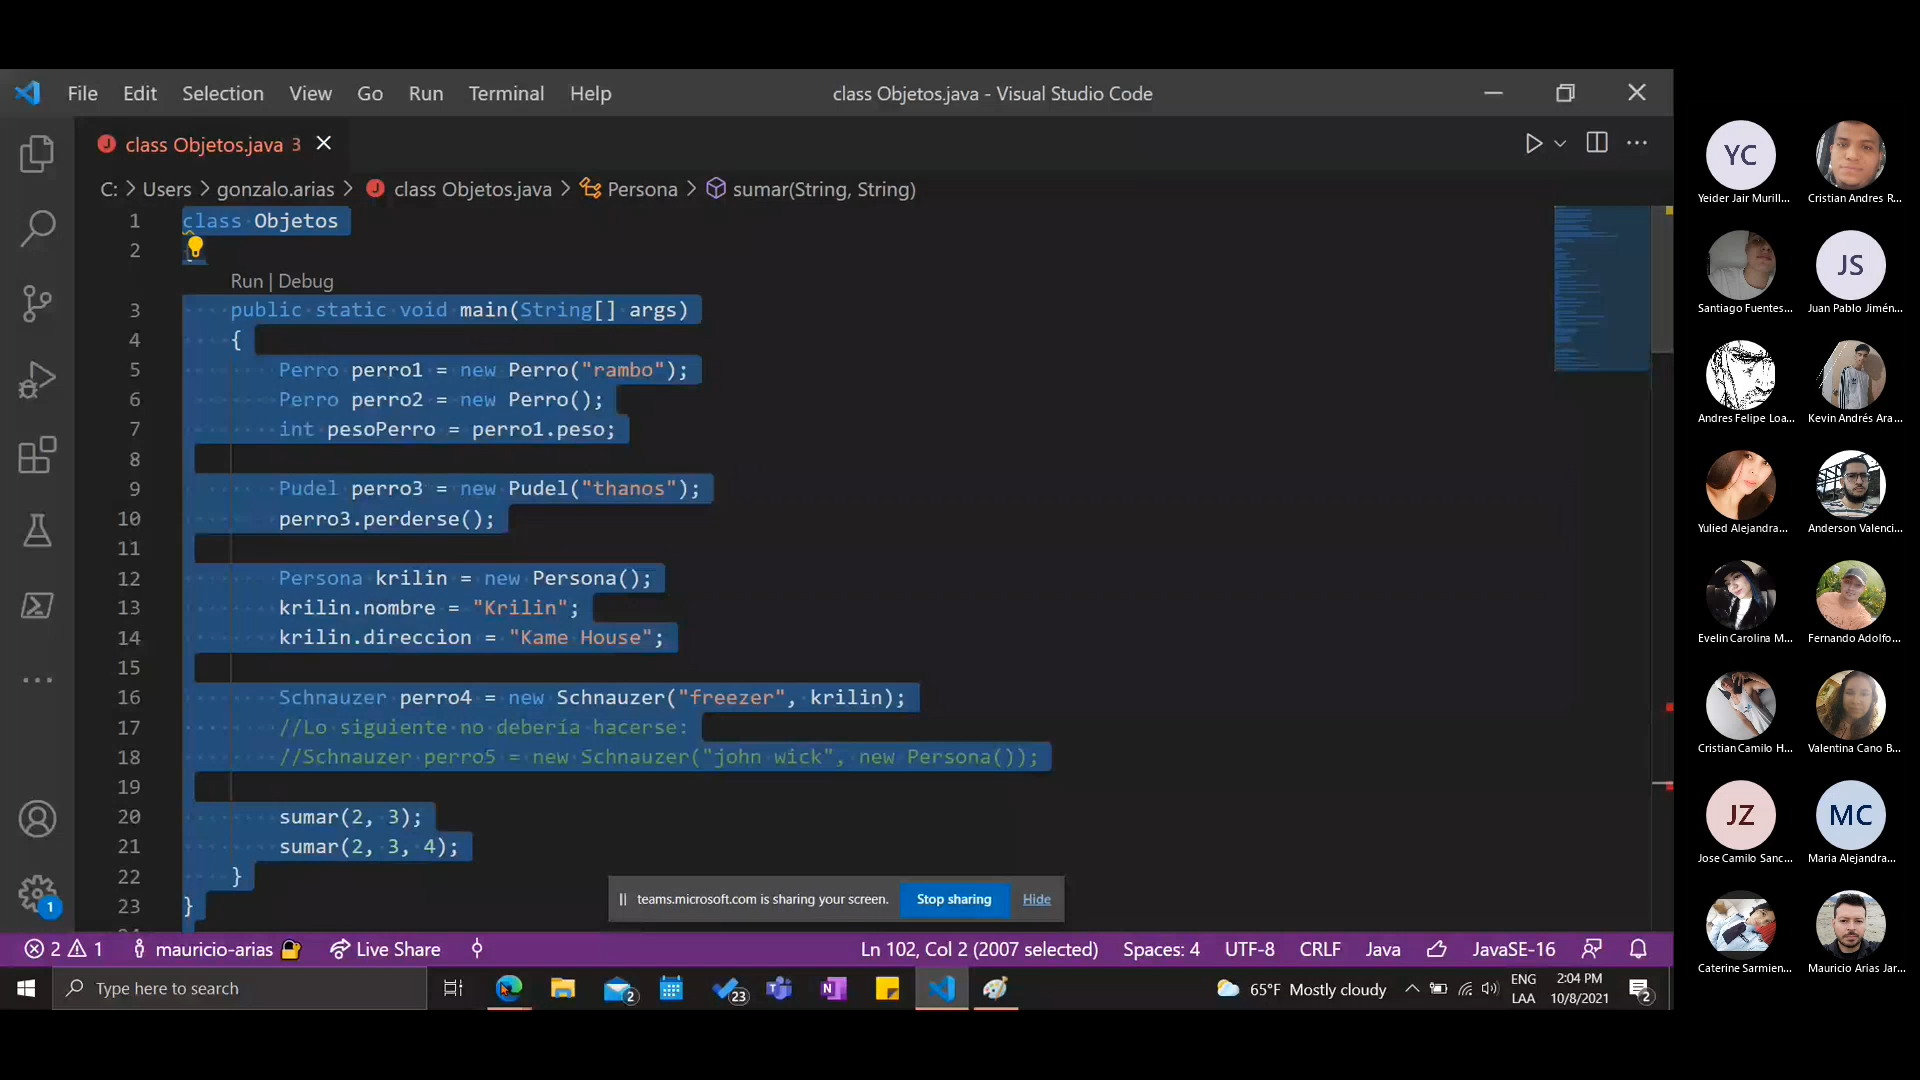 File Edit Selection View Go Run Terminal Help
class Objetos.java - Visual Studio Code
class Objetos.java 3
C: > Users > gonzalo.arias > class Objetos.java > Persona > sumar(String, String)
1 class Objetos
2
Run | Debug
3 public static void main(String[] args)
4 {
5 Perro perro1 = new Perro("rambo");
6 Perro perro2 = new Perro();
7 int pesoPerro = perro1.peso;
8
9 Pudel perro3 = new Pudel("thanos");
10 perro3.perderse();
11
12 Persona krilin = new Persona();
13 krilin.nombre = "Krilin";
14 krilin.direccion = "Kame House";
15
16 Schnauzer perro4 = new Schnauzer("freezer", krilin);
17 //Lo siguiente no debería hacerse:
18 //Schnauzer perro5 = new Schnauzer("john wick", new Persona());
19
20 sumar(2, 3);
21 sumar(2, 3, 4);
22 }
23 }
teams.microsoft.com is sharing your screen. Stop sharing Hide
1
2 1 mauricio-arias Live Share Ln 102, Col 2 (2007 selected) Spaces: 4 UTF-8 CRLF Java JavaSE-16
Type here to search 2 23 65°F Mostly cloudy ENG LAA 2:04 PM 10/8/2021 2
YC
Yeider Jair Murill... Cristian Andres R...
JS
Santiago Fuentes... Juan Pablo Jimén...
Andres Felipe Loa... Kevin Andrés Ara...
Yulied Alejandra... Anderson Valenci...
Evelin Carolina M... Fernando Adolfo...
Cristian Camilo H... Valentina Cano B...
JZ MC
Jose Camilo Sanc... Maria Alejandra...
Caterine Sarmien... Mauricio Arias Jar...